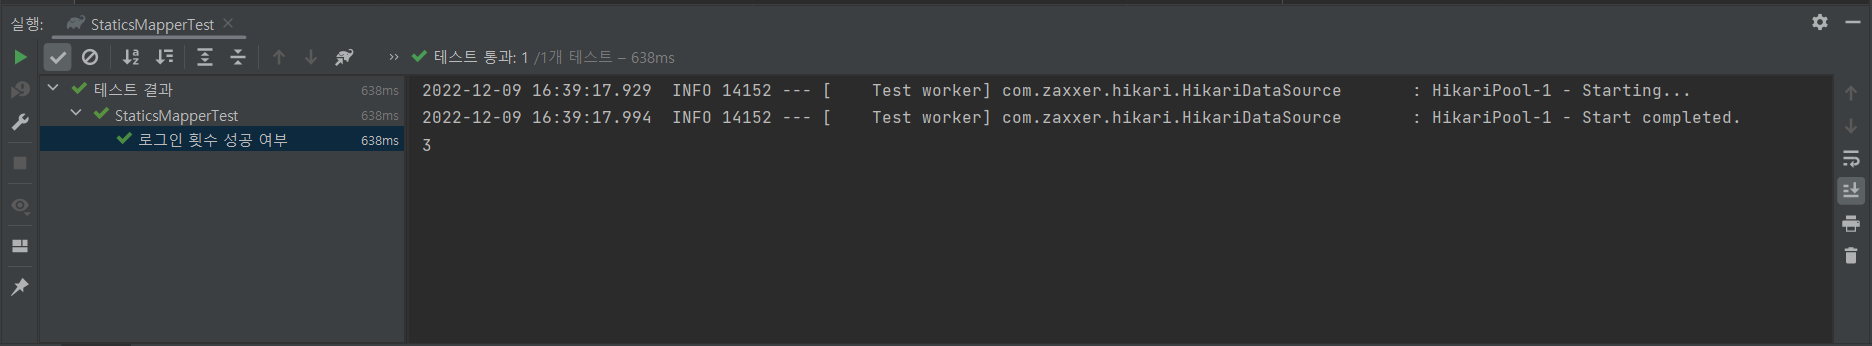 실행: StaticsMapperTest
테스트 통과: 1 /1개 테스트 – 638ms
테스트 결과 638ms
StaticsMapperTest 638ms
로그인 횟수 성공 여부 638ms
2022-12-09 16:39:17.929  INFO 14152 --- [    Test worker] com.zaxxer.hikari.HikariDataSource       : HikariPool-1 - Starting...
2022-12-09 16:39:17.994  INFO 14152 --- [    Test worker] com.zaxxer.hikari.HikariDataSource       : HikariPool-1 - Start completed.
3